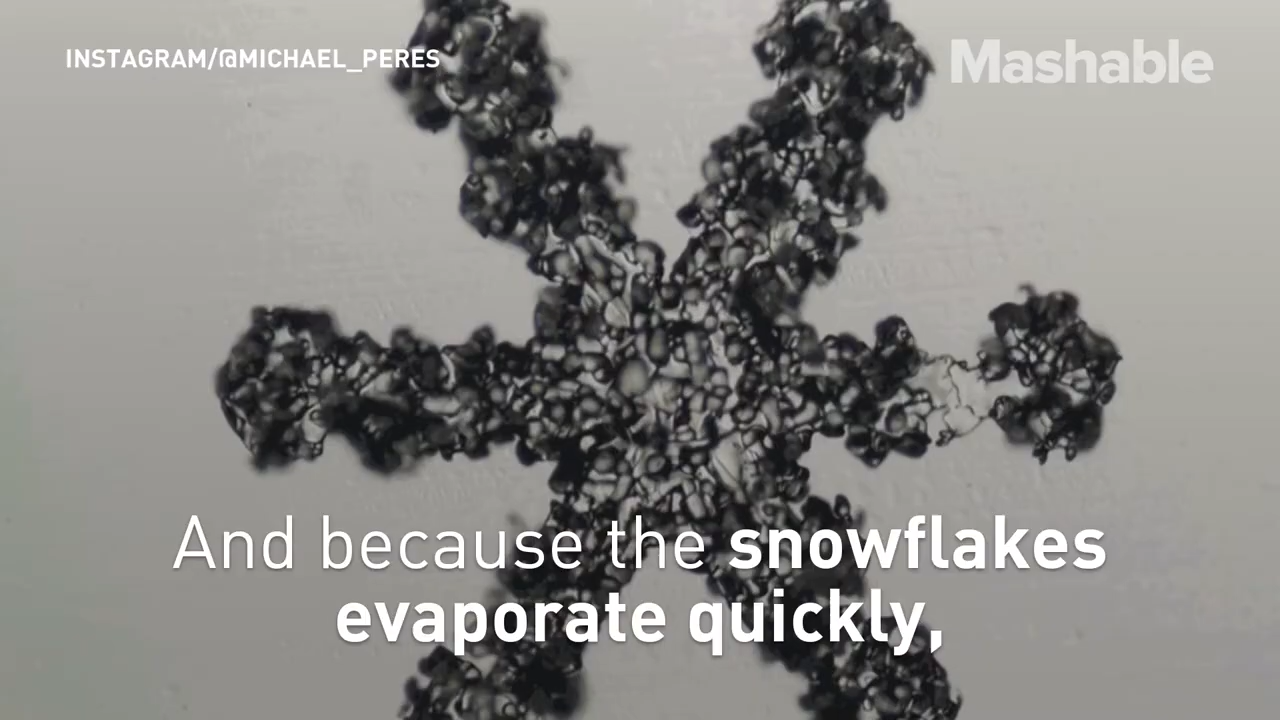 INSTAGRAM/@MICHAEL_PERES
Mashable
And because the snowflakes
evaporate quickly,